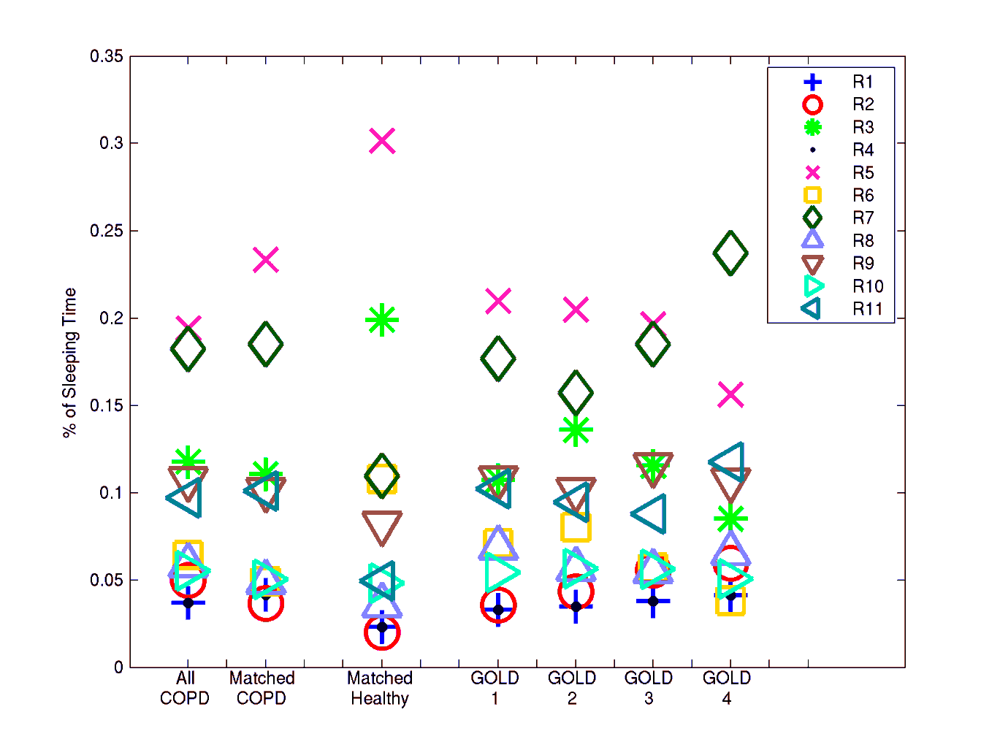 0.35
0.3
0.25
0.2
0.15
0.1
0.05
0
% of Sleeping Time
R1
R2
R3
R4
R5
R6
R7
R8
R9
R10
R11
All
COPD
Matched
COPD
Matched
Healthy
GOLD
1
GOLD
2
GOLD
3
GOLD
4